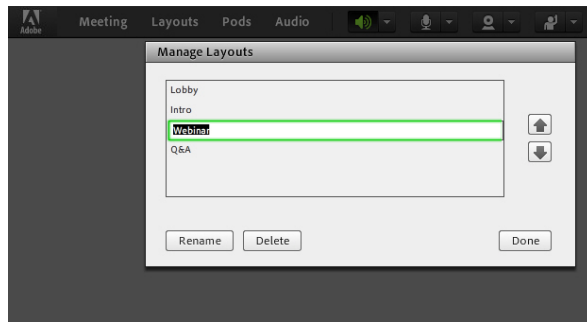 Adobe
Meeting Layouts Pods Audio
Manage Layouts
Lobby
Intro
Webinar
Q&A
Rename Delete Done